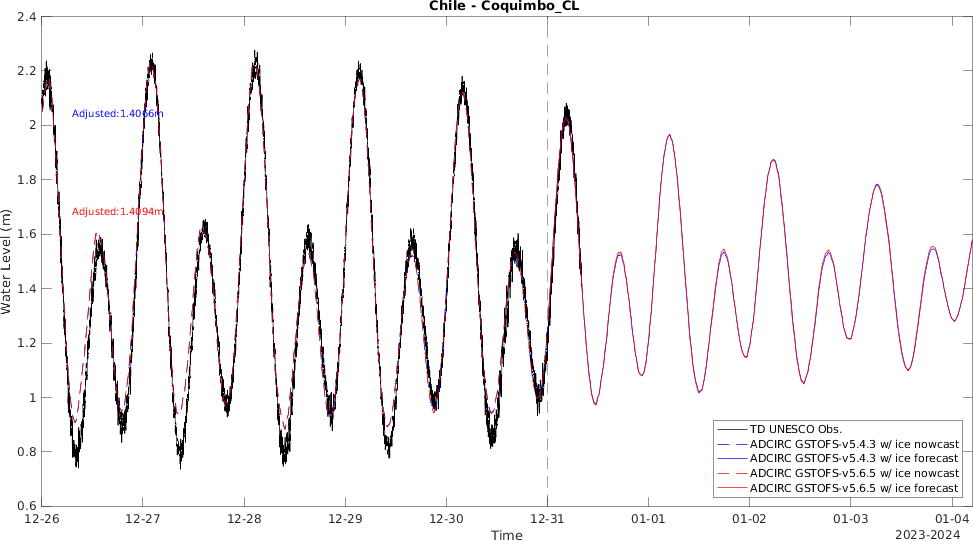 Chile - Coquimbo_CL
2.4
2.2
2
1.8
1.6
1.4
1.2
1
0.8
0.6
Water Level (m)
Adjusted:1.4066m
Adjusted:1.4094m
TD UNESCO Obs.
ADCIRC GSTOFS-v5.4.3 w/ ice nowcast
ADCIRC GSTOFS-v5.4.3 w/ ice forecast
ADCIRC GSTOFS-v5.6.5 w/ ice nowcast
ADCIRC GSTOFS-v5.6.5 w/ ice forecast
12-26 12-27 12-28 12-29 12-30 12-31 01-01 01-02 01-03 01-04
Time
2023-2024